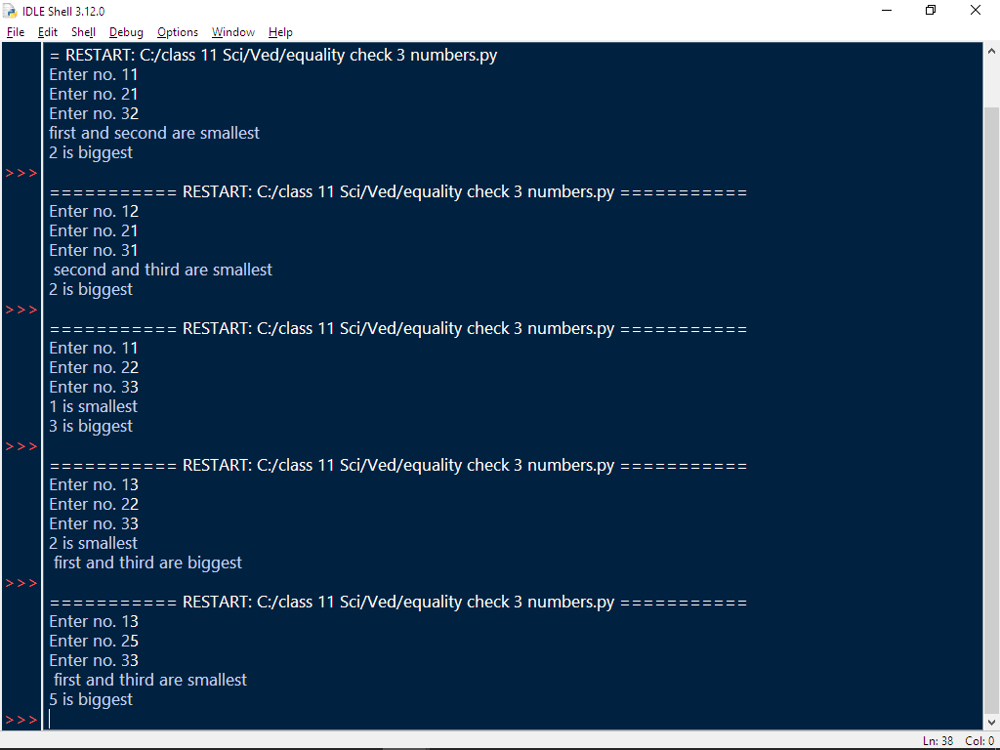 IDLE Shell 3.12.0
File Edit Shell Debug Options Window Help
= RESTART: C:/class 11 Sci/Ved/equality check 3 numbers.py
Enter no. 11
Enter no. 21
Enter no. 32
first and second are smallest
2 is biggest
>>>
=========== RESTART: C:/class 11 Sci/Ved/equality check 3 numbers.py ===========
Enter no. 12
Enter no. 21
Enter no. 31
 second and third are smallest
2 is biggest
>>>
=========== RESTART: C:/class 11 Sci/Ved/equality check 3 numbers.py ===========
Enter no. 11
Enter no. 22
Enter no. 33
1 is smallest
3 is biggest
>>>
=========== RESTART: C:/class 11 Sci/Ved/equality check 3 numbers.py ===========
Enter no. 13
Enter no. 22
Enter no. 33
2 is smallest
 first and third are biggest
>>>
=========== RESTART: C:/class 11 Sci/Ved/equality check 3 numbers.py ===========
Enter no. 13
Enter no. 25
Enter no. 33
 first and third are smallest
5 is biggest
>>>
Ln: 38 Col: 0